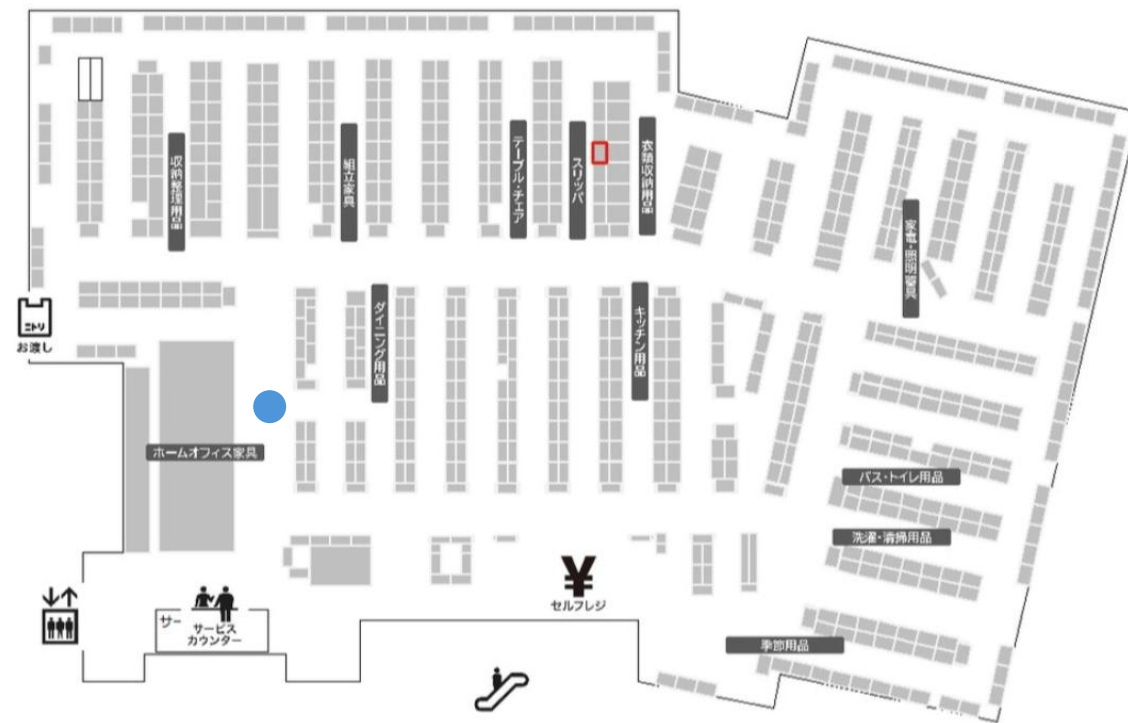 収納整理用品
組立家具
テーブル・チェア
スリッパ
衣類収納用品
家電・照明器具
ニトリ
お渡し
ダイニング用品
キッチン用品
ホームオフィス家具
バス・トイレ用品
洗濯・清掃用品
¥
セルフレジ
サー
サービス
カウンター
季節用品